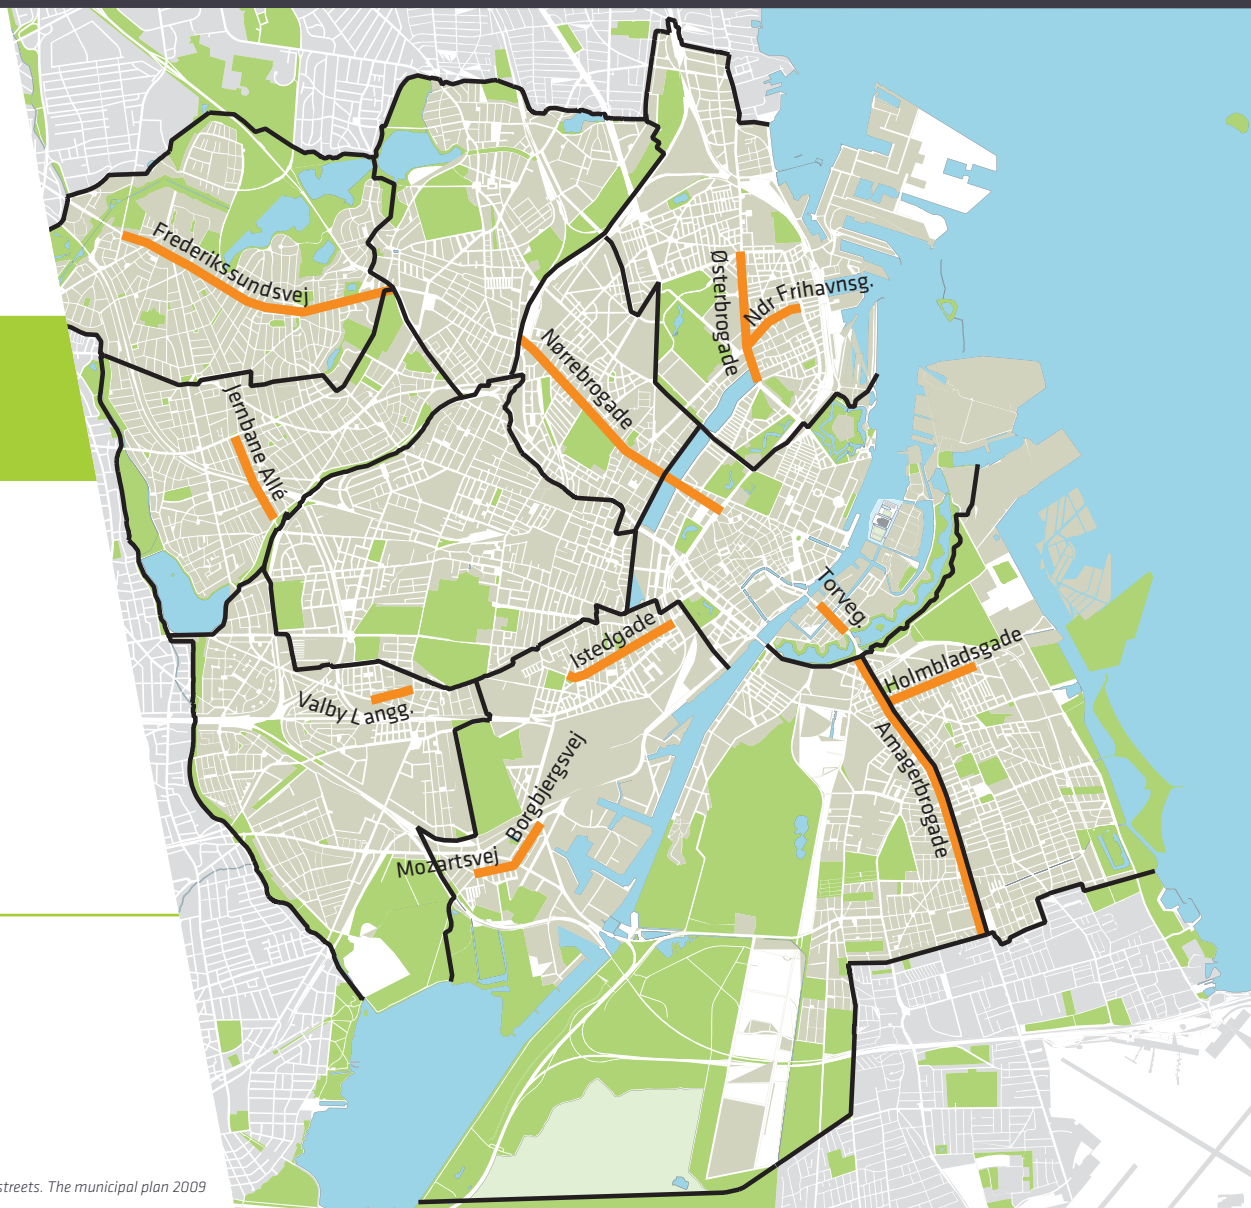 Frederikssundsvej
Østerbrogade
Ndr Frihavnsg.
Nørrebrogade
Jernbane Allé
Torveg.
Istedgade
Holmbladsgade
Valby Langg.
Amagerbrogade
Borgbjergsvej
Mozartsvej
streets. The municipal plan 2009